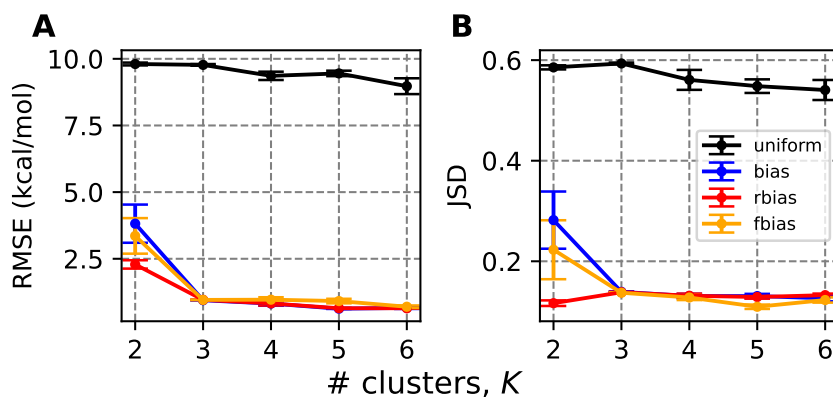 A
B
RMSE (kcal/mol)
10.0
7.5
5.0
2.5
2 3 4 5 6
JSD
0.6
0.4
0.2
2 3 4 5 6
uniform
bias
rbias
fbias
# clusters, K